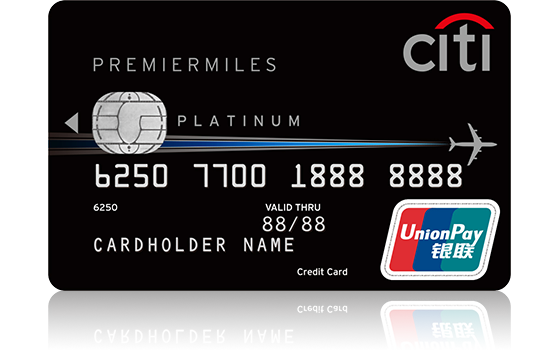 citi
PREMIERMILES
PLATINUM
6250 7700 1888 8888
6250
VALID THRU
88/88
CARDHOLDER NAME
UnionPay
银联
Credit Card